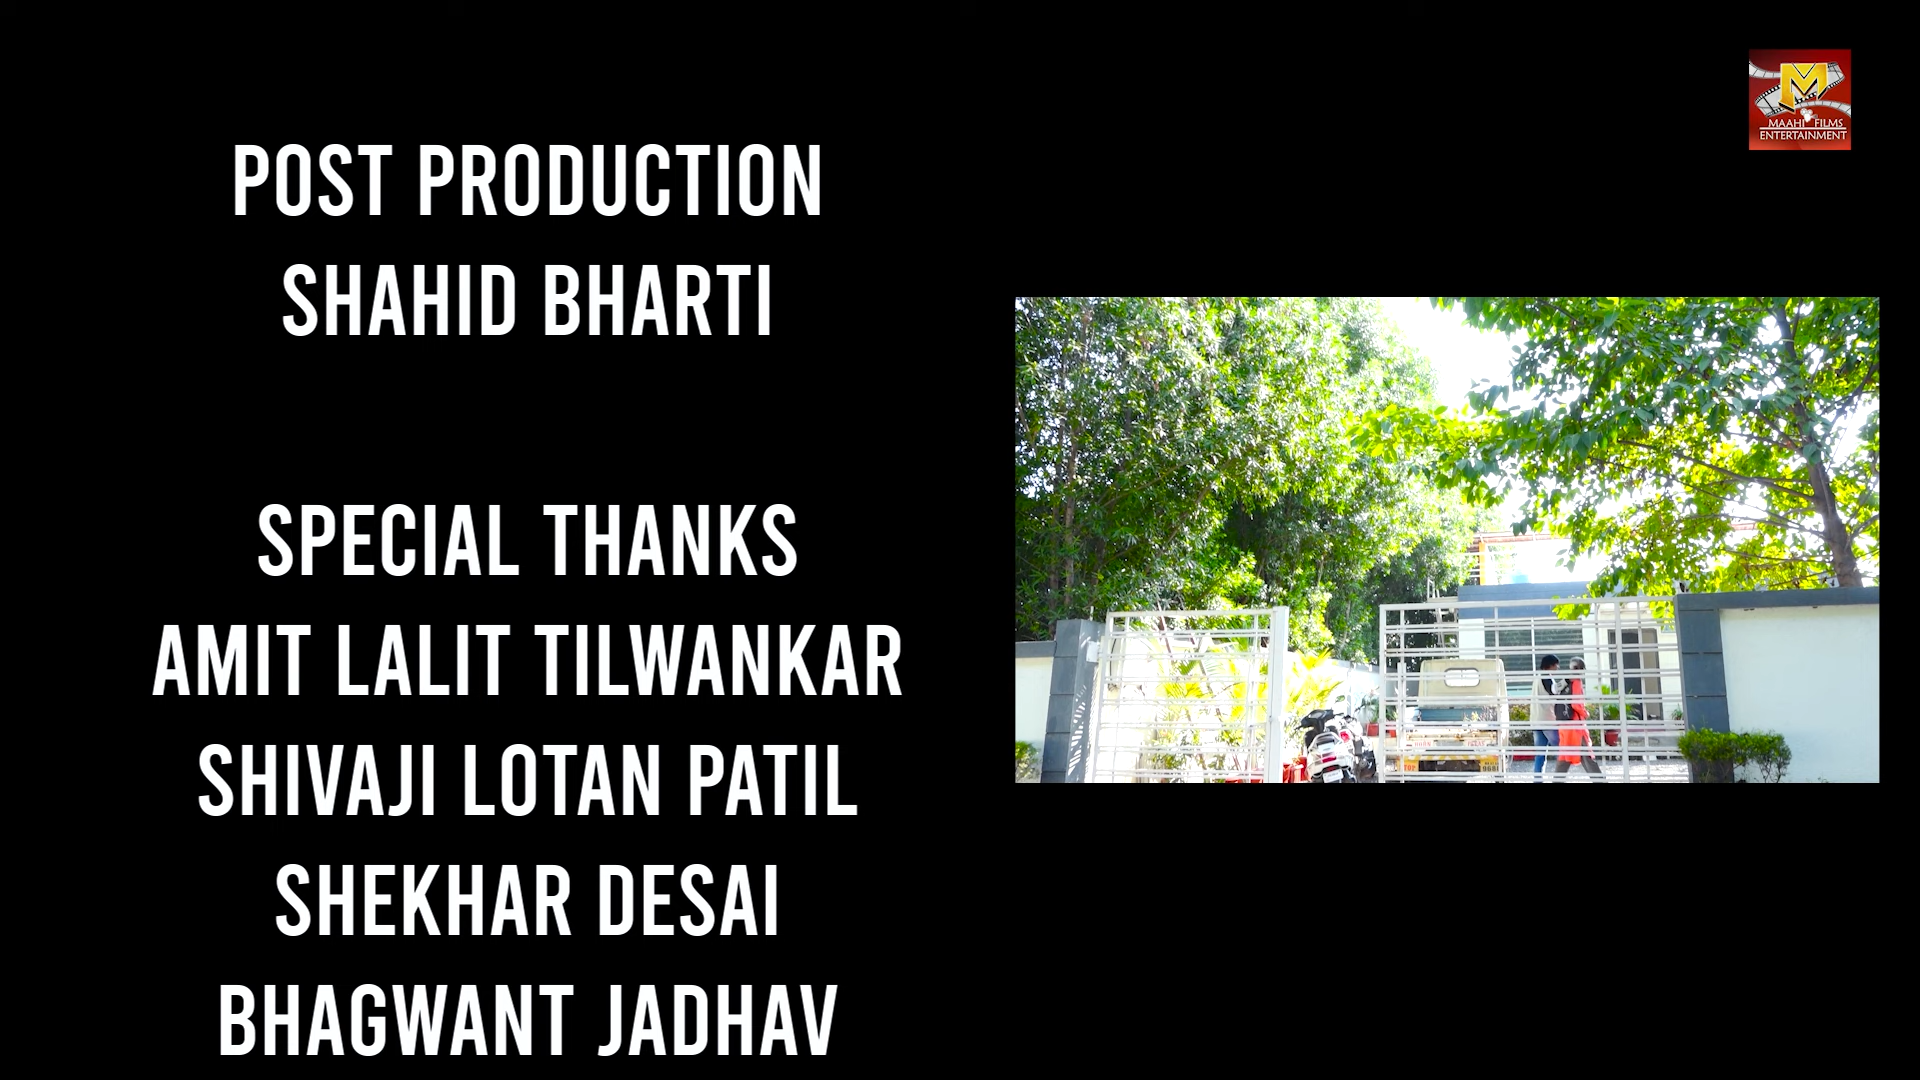 POST PRODUCTION
SHAHID BHARTI
SPECIAL THANKS
AMIT LALIT TILWANKAR
SHIVAJI LOTAN PATIL
SHEKHAR DESAI
BHAGWANT JADHAV
M
MAAHI FILMS
ENTERTAINMENT